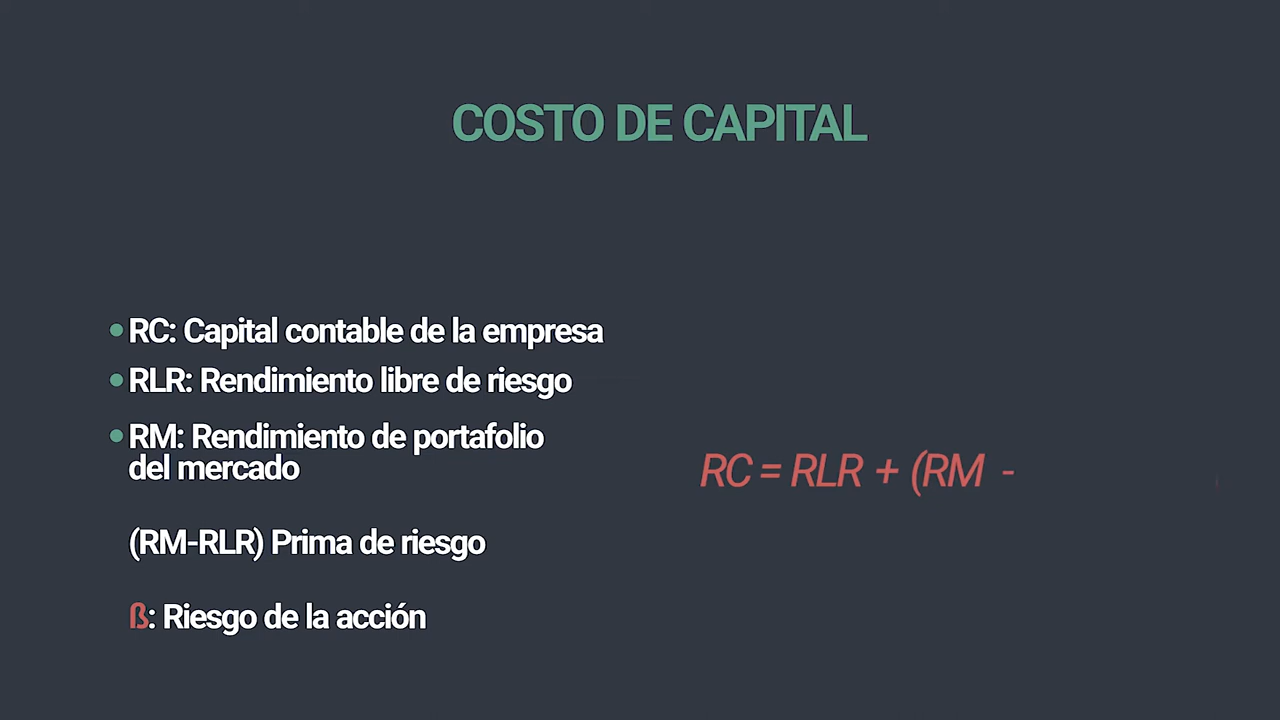 COSTO DE CAPITAL
RC: Capital contable de la empresa
RLR: Rendimiento libre de riesgo
RM: Rendimiento de portafolio
del mercado
(RM-RLR) Prima de riesgo
ß: Riesgo de la acción
RC = RLR + (RM -